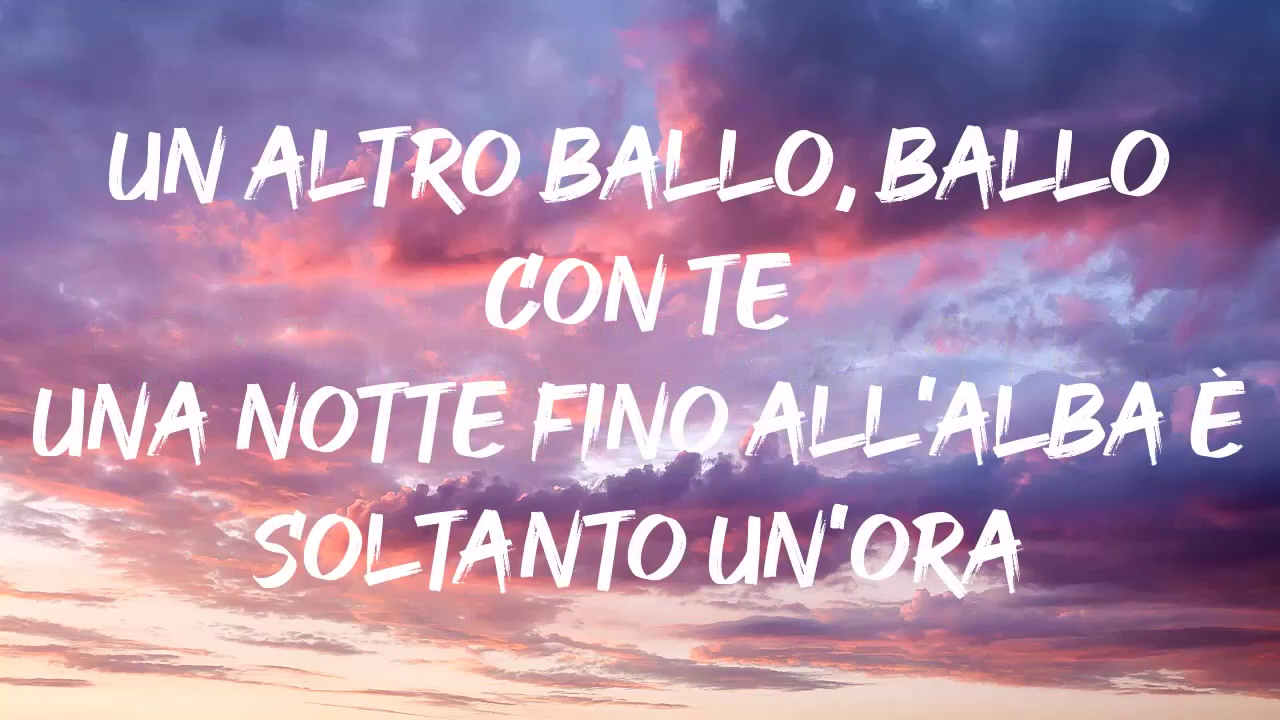 UN ALTRO BALLO, BALLO
CON TE
UNA NOTTE FINO ALL'ALBA È
SOLTANTO UN'ORA